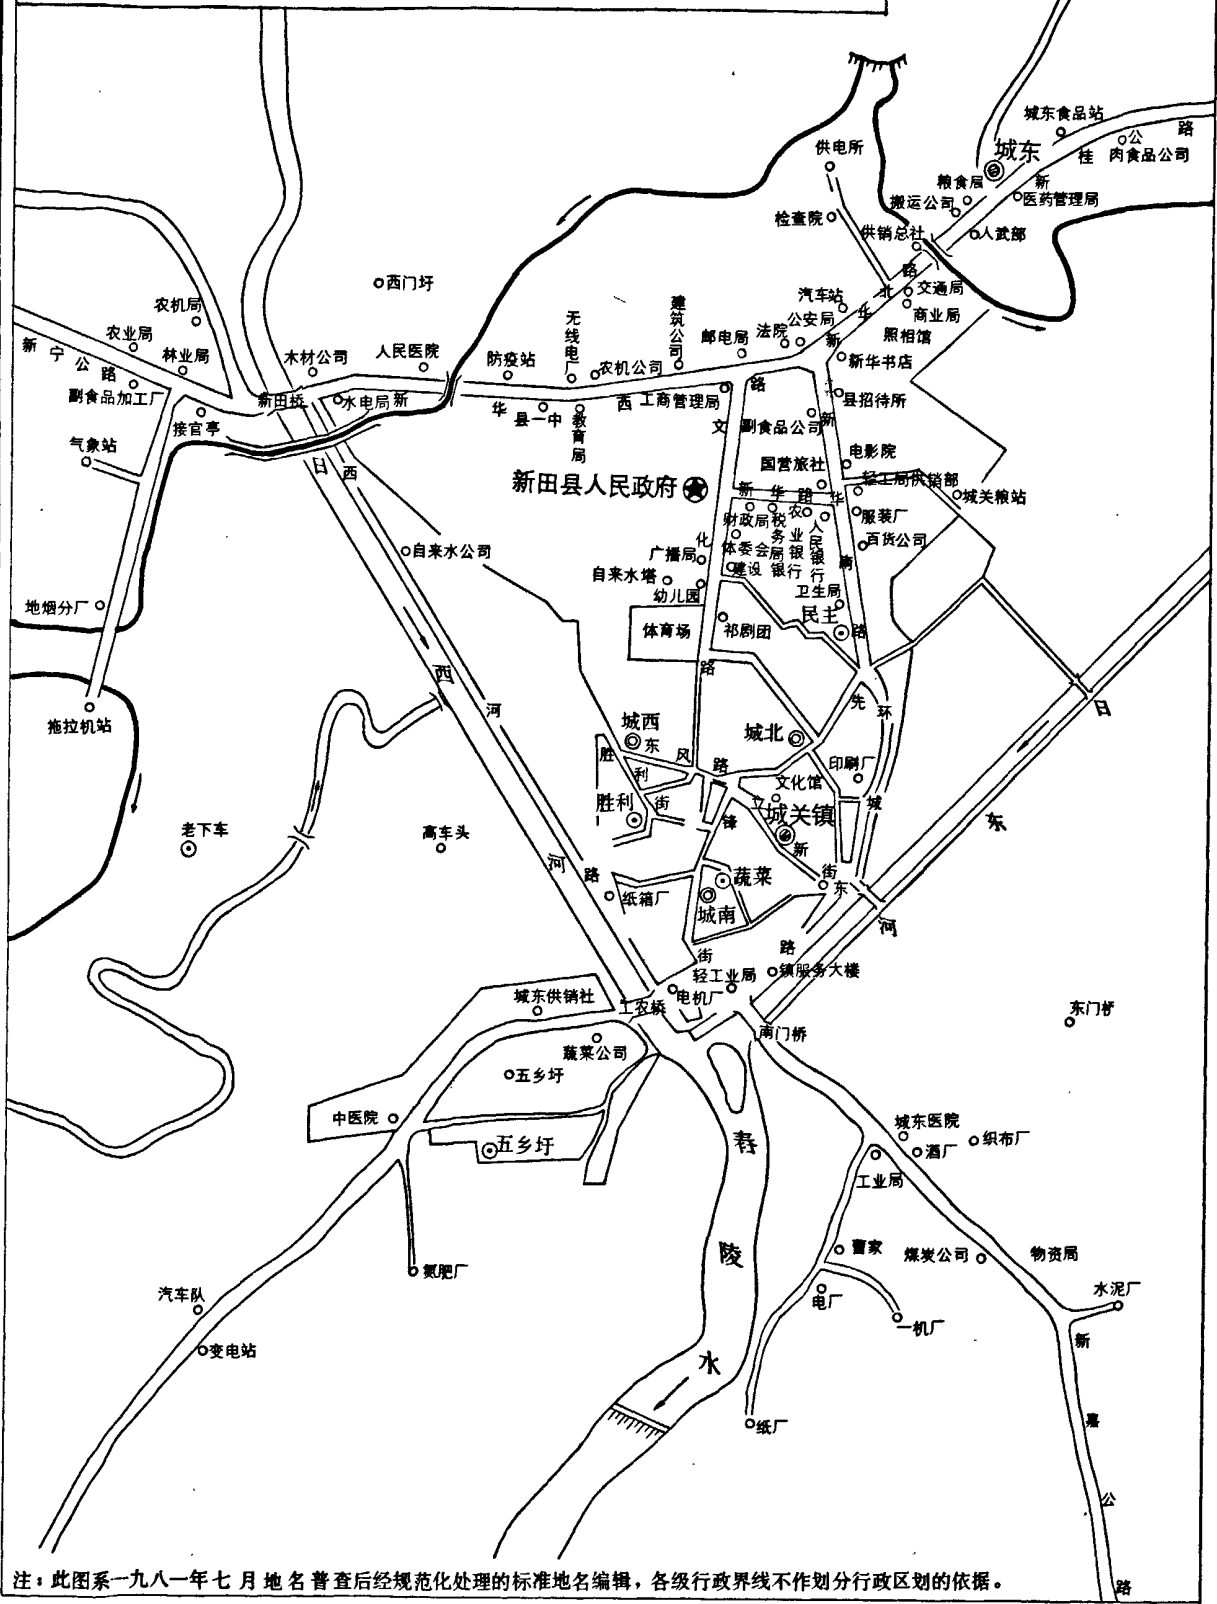 城东食品站
公
路
桂
肉食品公司
城东
供电所
粮食局
新
医药管理局
搬运公司
检查院
供销总社
人武部
路
西门圩
北
交通局
汽车站
华
商业局
农机局
建筑公司
公安局
法院
照相馆
无线电厂
邮电局
新
农业局
新宁公路
林业局
木材公司
人民医院
防疫站
农机公司
新华书店
副食品加工厂
新田桥
水电局
新
华
西
路
工商管理局
县招待所
县一中
教育局
接官亭
文
副食品公司
新
气象站
日
西
国营旅社
电影院
新田县人民政府
轻工局供销部
城关粮站
新华路
华
财政局
税务局
农业银行
人民银行
服装厂
百货公司
自来水公司
化
体委会
广播局
建设银行
南
自来水塔
幼儿园
卫生局
地烟分厂
民主
体育场
祁剧团
路
西
路
河
先
环
日
拖拉机站
城西
城北
东
风
路
胜
利
街
印刷厂
文化馆
胜利
立
城关镇
城
锋
东
老下车
高车头
新
街
河
路
蔬菜
东
纸箱厂
城南
河
路
街
轻工业局
镇服务大楼
城东供销社
电机厂
工农桥
东门桥
南门桥
蔬菜公司
五乡圩
中医院
城东医院
织布厂
酒厂
五乡圩
舂
工业局
陵
曹家
煤炭公司
物资局
氮肥厂
汽车队
电厂
水泥厂
一机厂
新
变电站
水
嘉
纸厂
公
注：此图系一九八一年七月地名普查后经规范化处理的标准地名编辑，各级行政界线不作划分行政区划的依据。
路